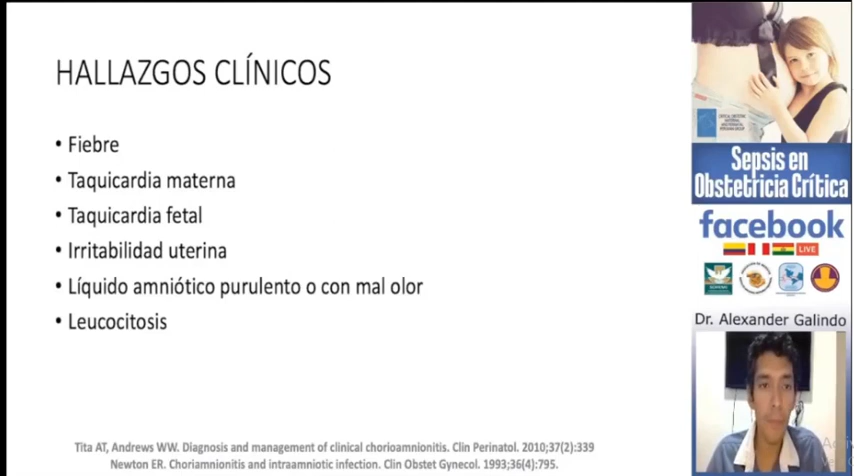 HALLAZGOS CLÍNICOS
• Fiebre
• Taquicardia materna
• Taquicardia fetal
• Irritabilidad uterina
• Líquido amniótico purulento o con mal olor
• Leucocitosis
Tita AT, Andrews WW. Diagnosis and management of clinical chorioamnionitis. Clin Perinatol. 2010;37(2):339
Newton ER. Choriamnionitis and intraamniotic infection. Clin Obstet Gynecol. 1993;36(4):795.
Sepsis en
Obstetricia Crítica
facebook
LIVE
Dr. Alexander Galindo